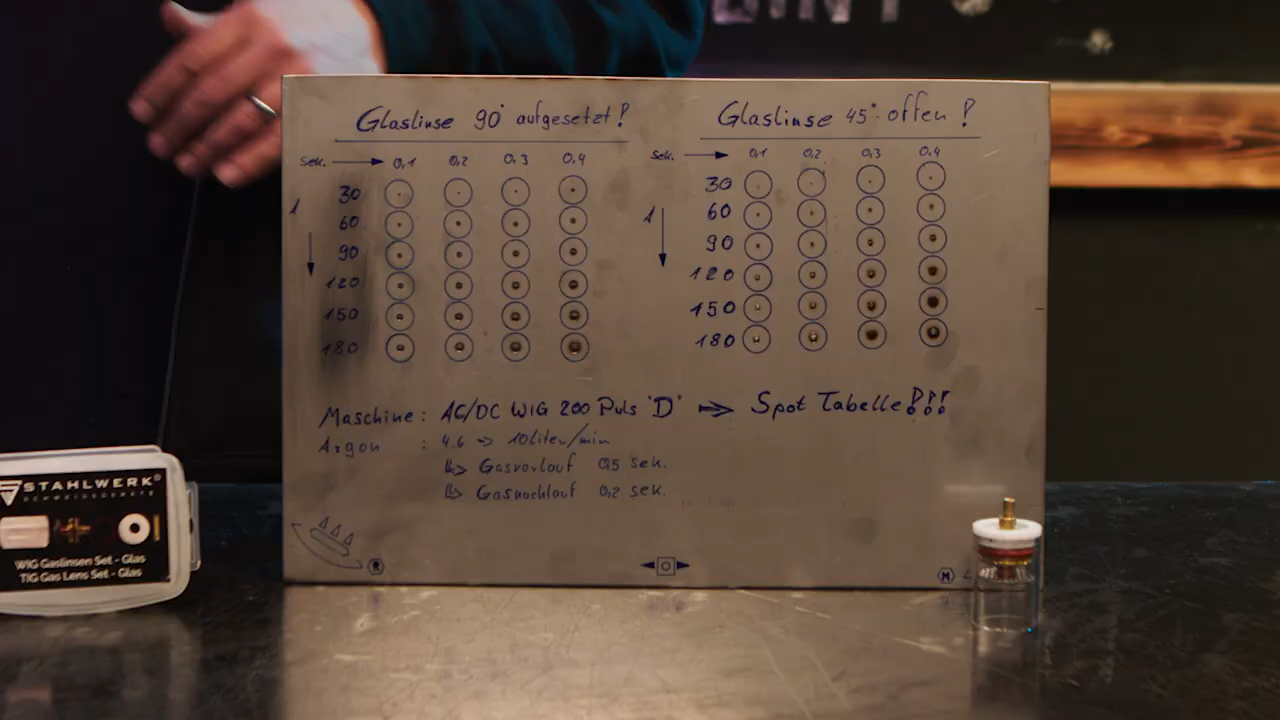 Glaslinse 90° aufgesetzt!
Sek. → 0,1 0,2 0,3 0,4
A ↓
30
60
90
120
150
180
Glaslinse 45° offen!
Sek. → 0,1 0,2 0,3 0,4
A ↓
30
60
90
120
150
180
Maschine: AC/DC WIG 200 Puls "D" ⇒ Spot Tabelle!!!
Argon : 4.6 → 10 liter/min
↳ Gasvorlauf 0,5 sek.
↳ Gasnachlauf 0,2 sek.
R
M
STAHLWERK®
SCHWEISSGERÄTE
WIG Gaslinsen Set - Glas
TIG Gas Lens Set - Glas